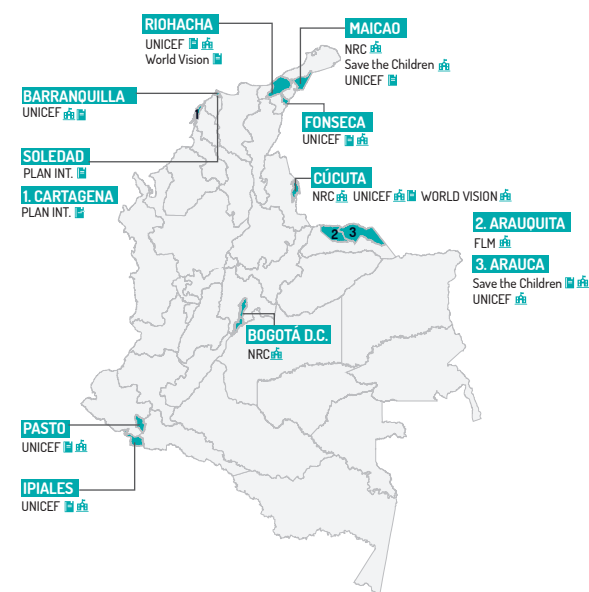 RIOHACHA
UNICEF
World Vision
MAICAO
NRC
Save the Children
UNICEF
BARRANQUILLA
UNICEF
1
FONSECA
UNICEF
SOLEDAD
PLAN INT.
1. CARTAGENA
PLAN INT.
CÚCUTA
NRC UNICEF WORLD VISION
2 3
2. ARAUQUITA
FLM
3. ARAUCA
Save the Children
UNICEF
BOGOTÁ D.C.
NRC
PASTO
UNICEF
IPIALES
UNICEF